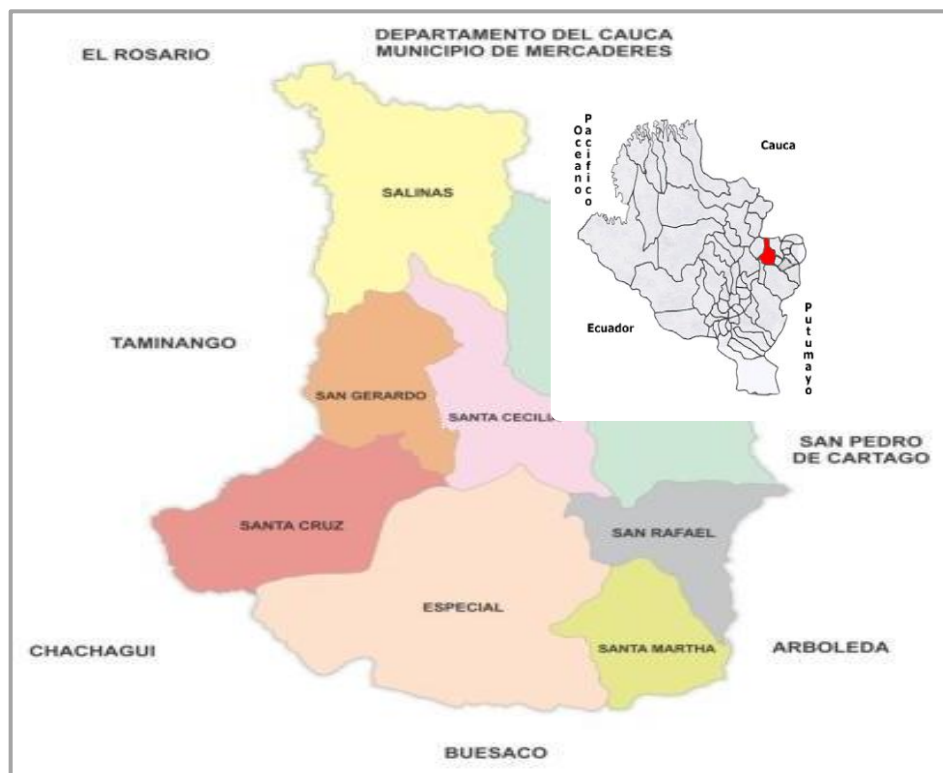 DEPARTAMENTO DEL CAUCA
MUNICIPIO DE MERCADERES
EL ROSARIO
Oceano
Pacifico
Cauca
SALINAS
Ecuador
Putumayo
TAMINANGO
SAN GERARDO
SANTA CECILIA
SAN PEDRO
DE CARTAGO
SANTA CRUZ
SAN RAFAEL
ESPECIAL
SANTA MARTHA
CHACHAGUI
ARBOLEDA
BUESACO